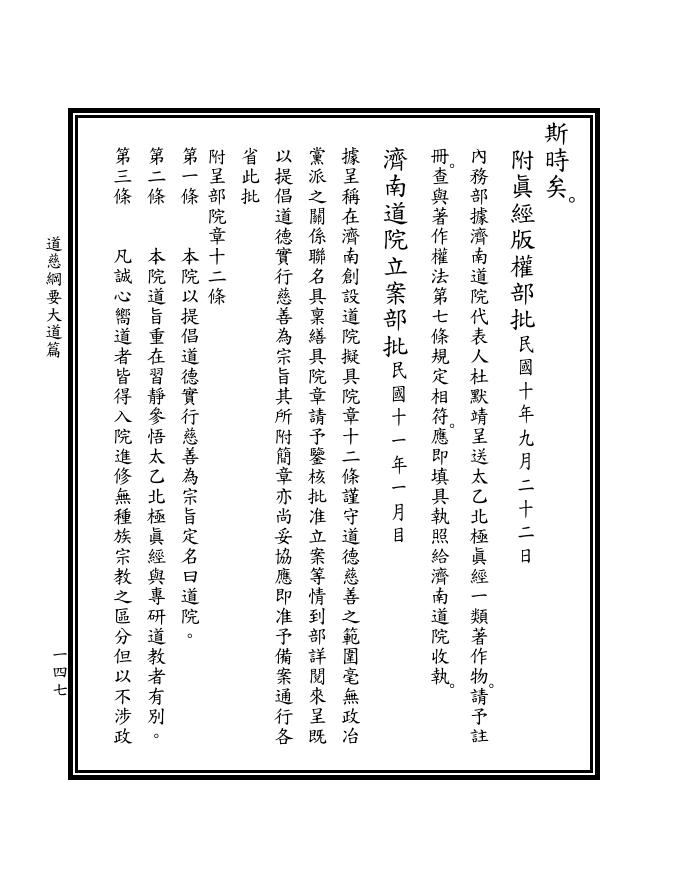 斯時矣。
附眞經版權部批民國十年九月二十二日
內務部據濟南道院代表人杜默靖呈送太乙北極眞經一類著作物。請予註
冊。查與著作權法第七條規定相符。應即填具執照給濟南道院收執。
濟南道院立案部批民國十一年一月目
據呈稱在濟南創設道院擬具院章十二條謹守道德慈善之範圍毫無政治
黨派之關係聯名具稟繕具院章請予鑒核批准立案等情到部詳閱來呈既
以提倡道德實行慈善為宗旨其所附簡章亦尚妥協應即准予備案通行各
省此批
附呈部院章十二條
第一條　本院以提倡道德實行慈善為宗旨定名曰道院。
第二條　本院道旨重在習靜參悟太乙北極眞經與專研道教者有別。
第三條　凡誠心嚮道者皆得入院進修無種族宗教之區分但以不涉政
道慈綱要大道篇
一四七